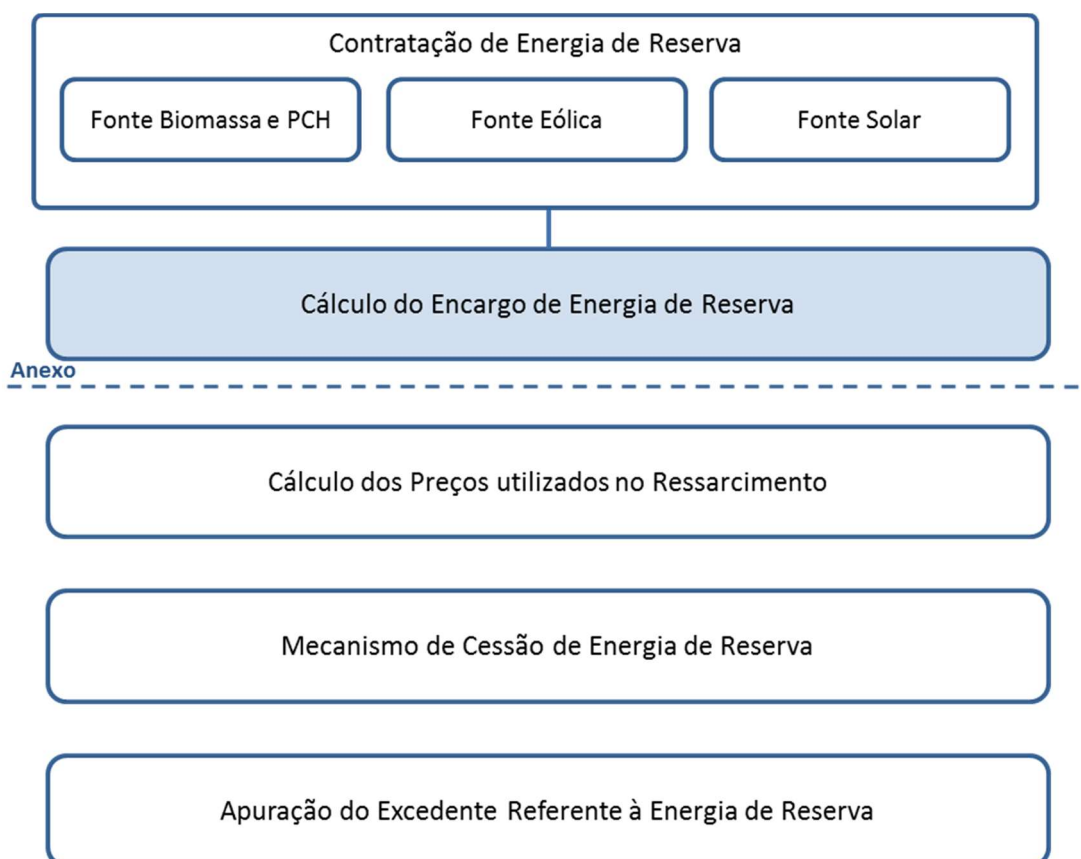 Contratação de Energia de Reserva
Fonte Biomassa e PCH
Fonte Eólica
Fonte Solar
Cálculo do Encargo de Energia de Reserva
Anexo
Cálculo dos Preços utilizados no Ressarcimento
Mecanismo de Cessão de Energia de Reserva
Apuração do Excedente Referente à Energia de Reserva